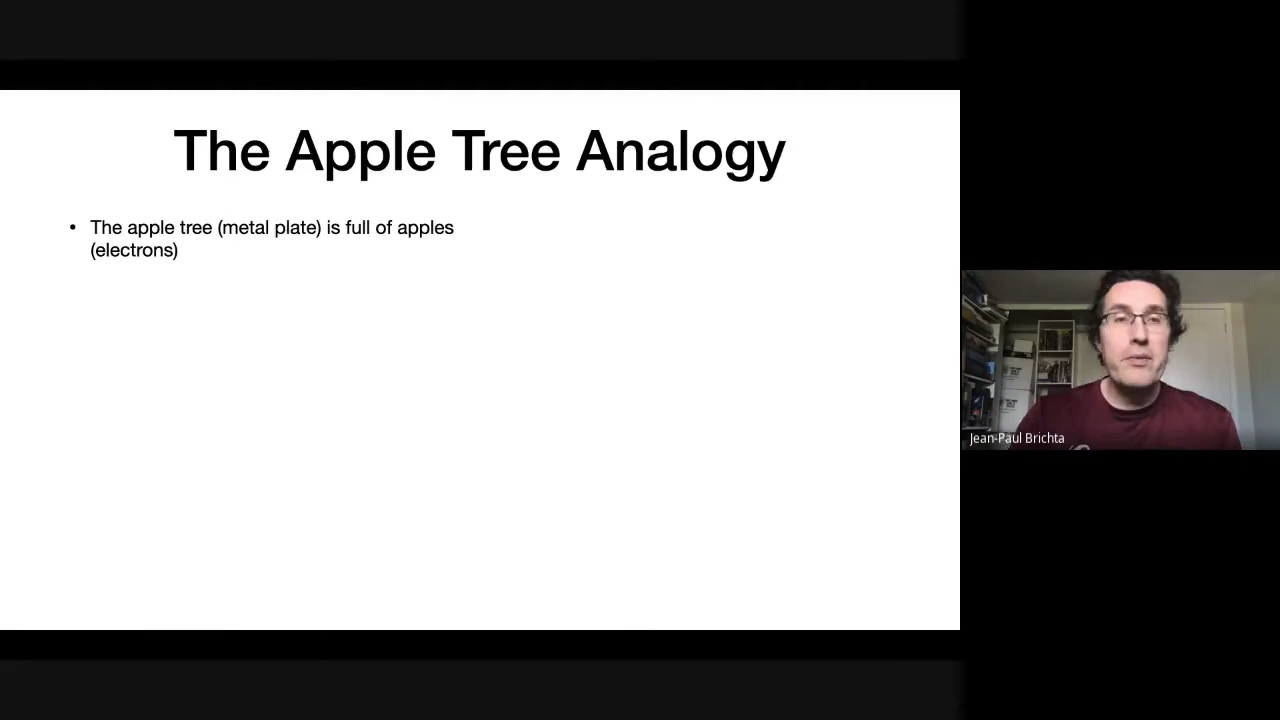 The Apple Tree Analogy
• The apple tree (metal plate) is full of apples
(electrons)
Jean-Paul Brichta